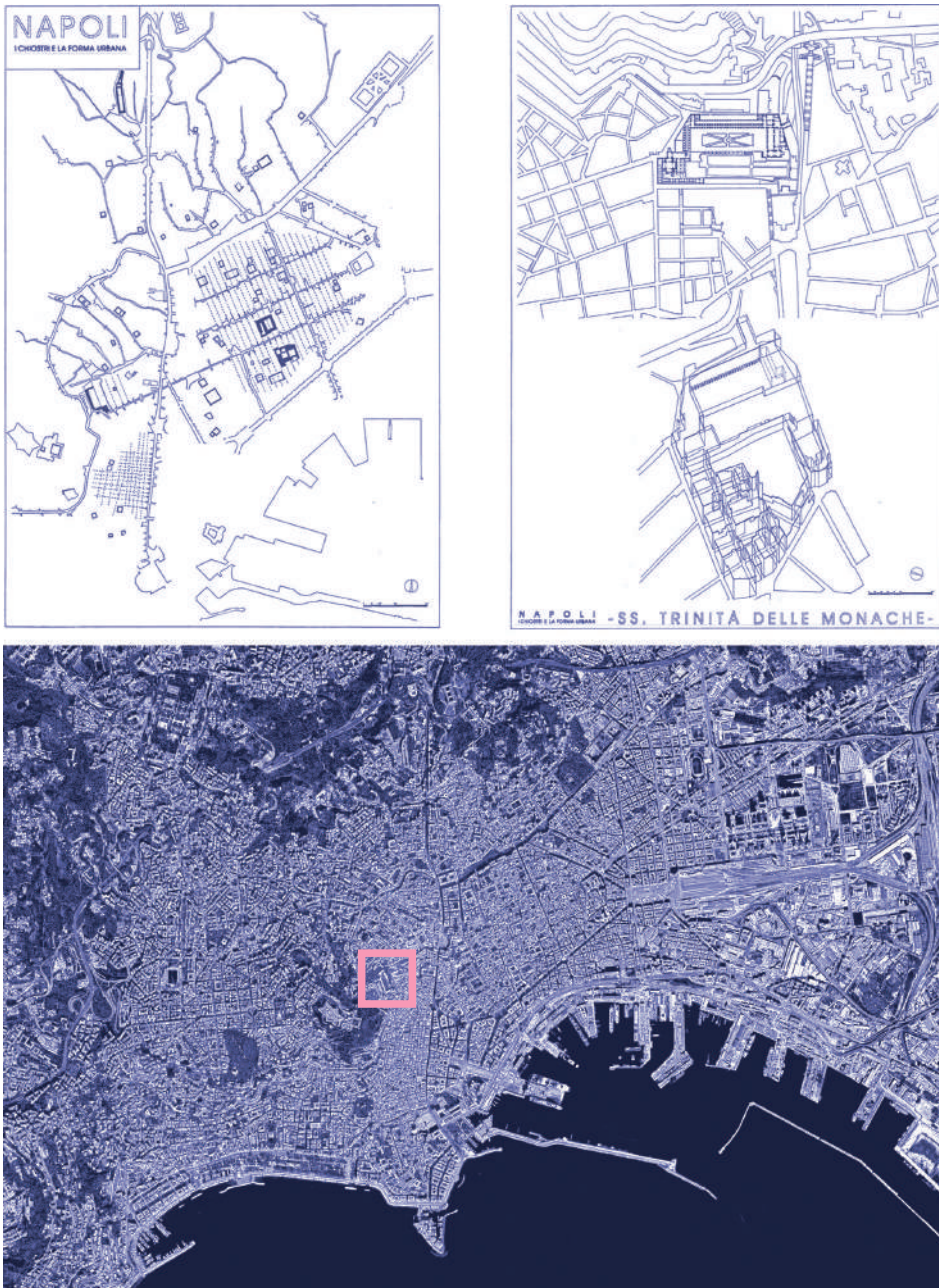 NAPOLI
I CHIOSTRI E LA FORMA URBANA
NAPOLI
I CHIOSTRI E LA FORMA URBANA
-SS. TRINITÀ DELLE MONACHE-